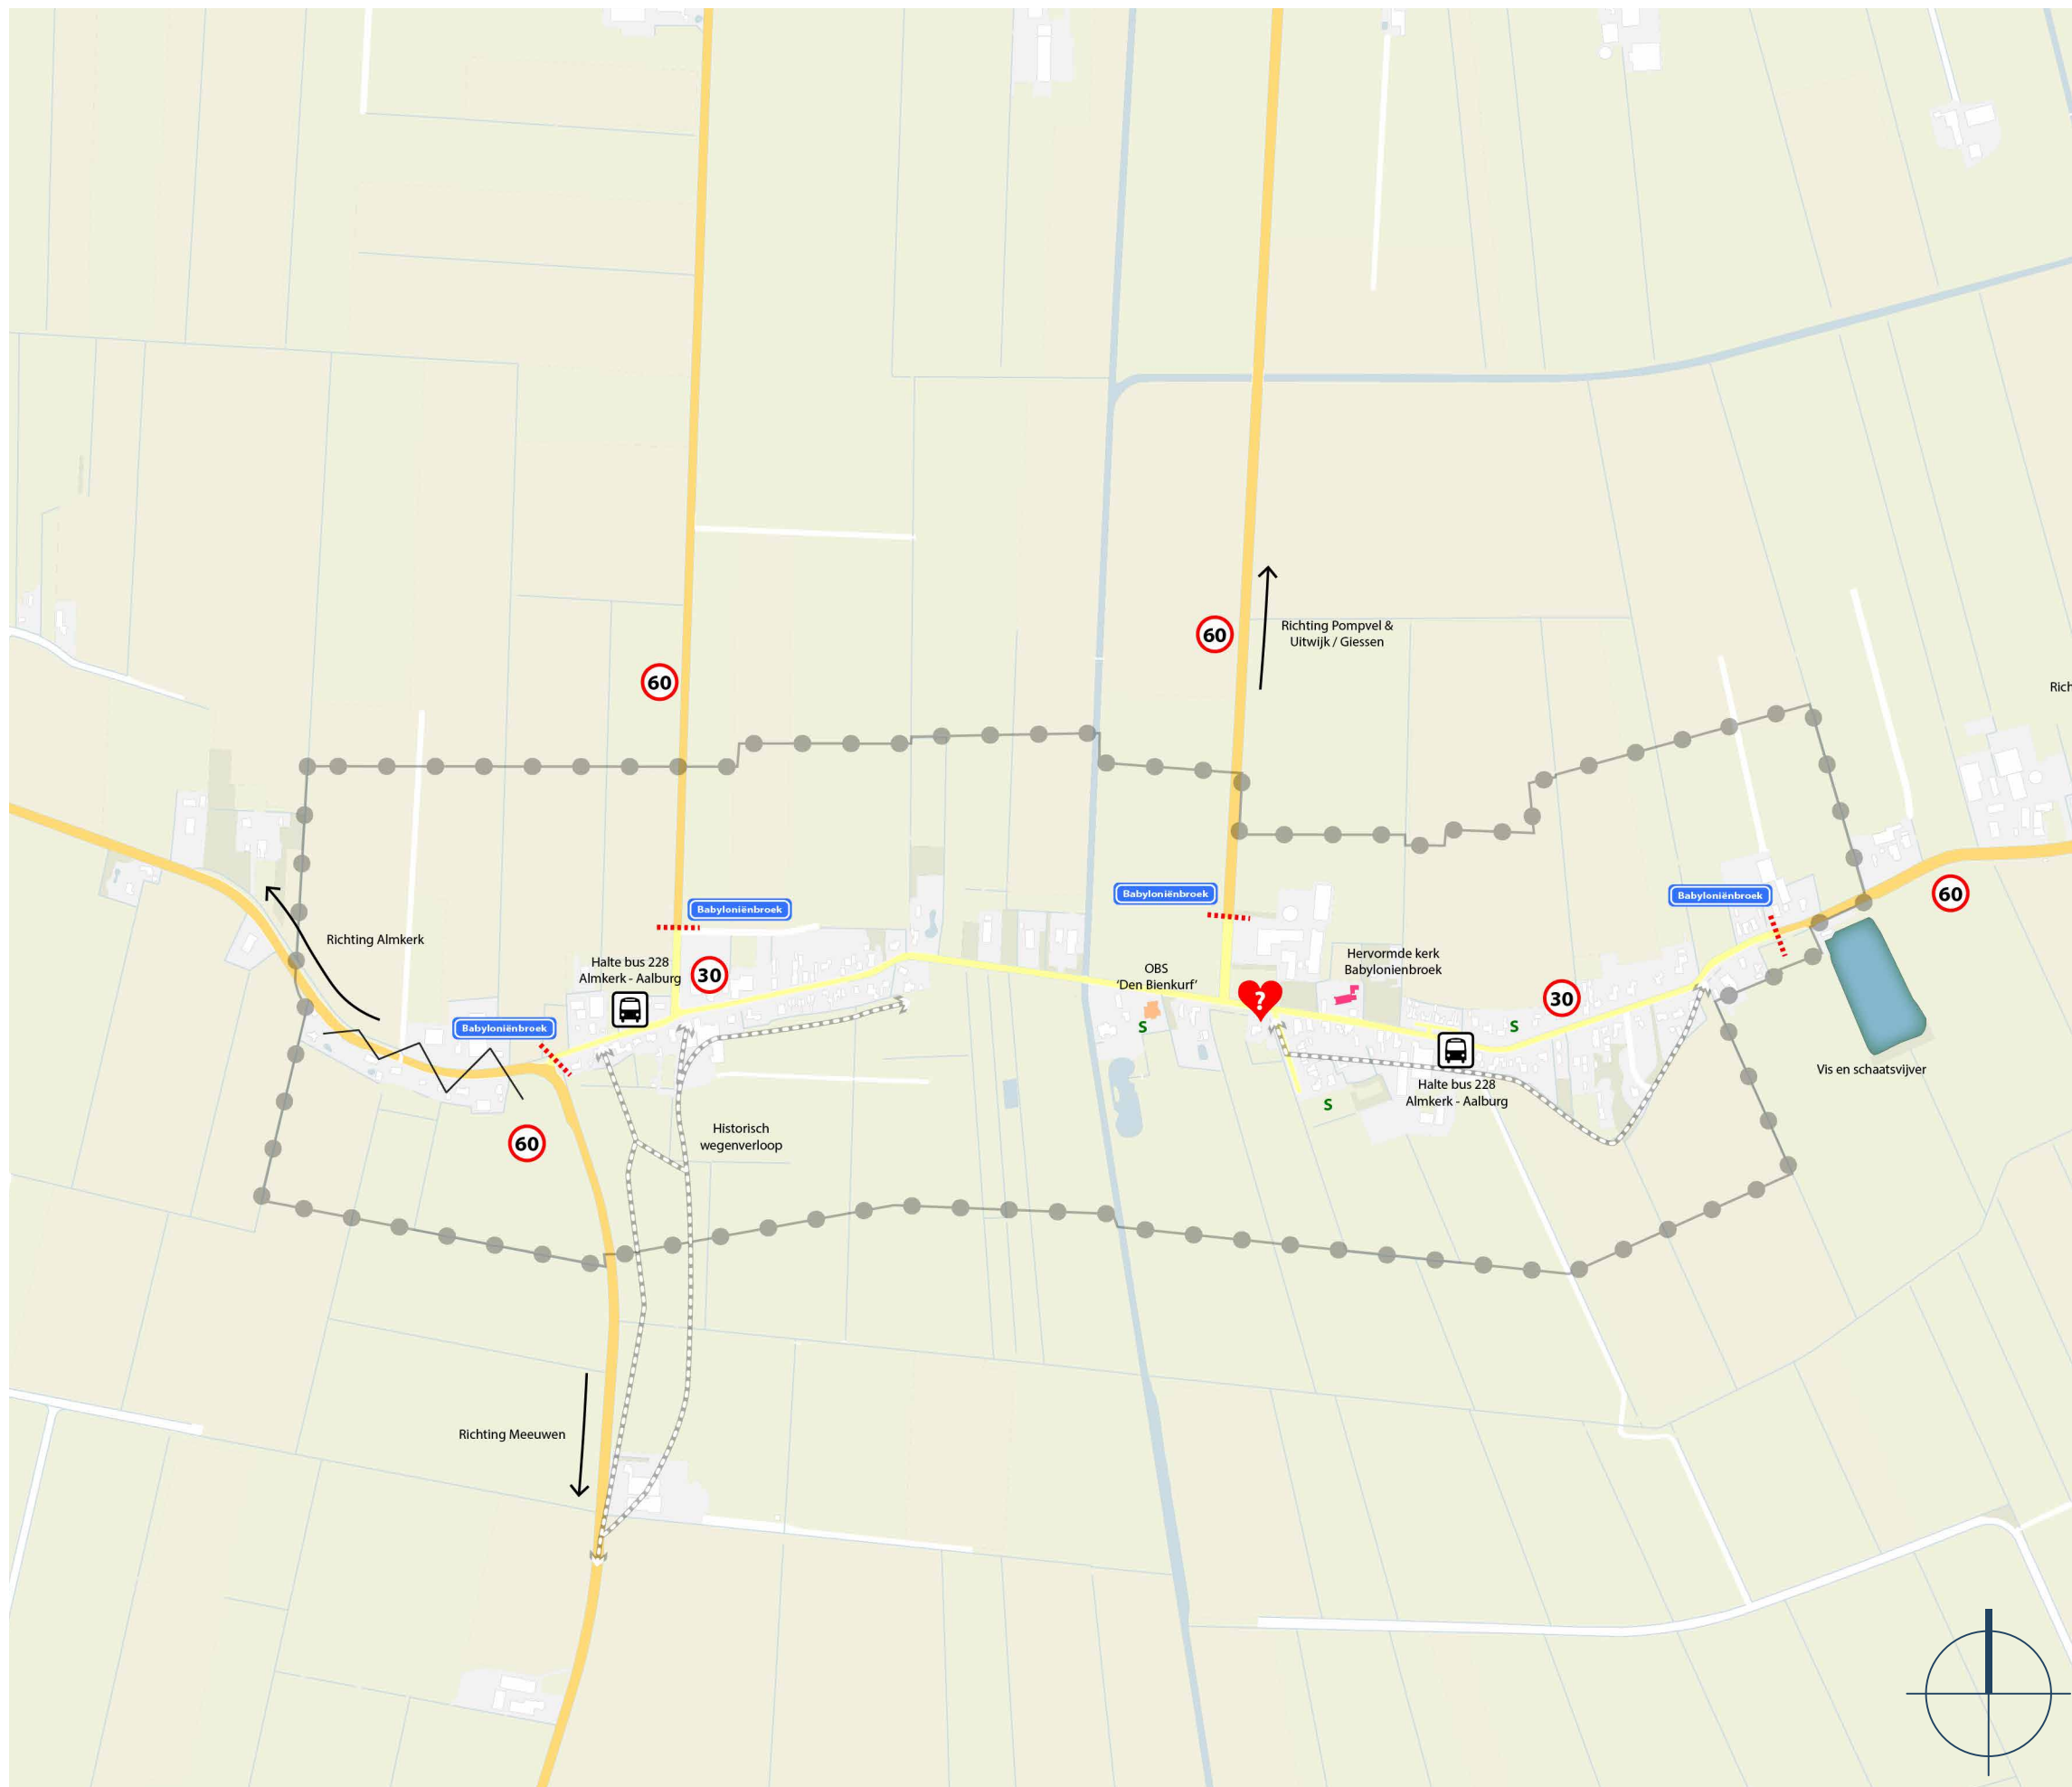 60
Richting Pompvel &
Uitwijk / Giessen
60
Rich
Babyloniënbroek
Babyloniënbroek
Babyloniënbroek
60
Richting Almkerk
Halte bus 228
Almkerk - Aalburg
30
OBS
‘Den Bienkurf’
Hervormde kerk
Babylonienbroek
?
30
S
S
Babyloniënbroek
Vis en schaatsvijver
Halte bus 228
Almkerk - Aalburg
S
60
Historisch
wegenverloop
Richting Meeuwen